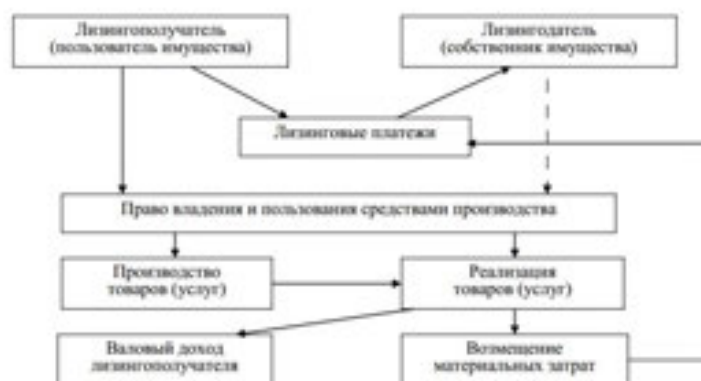 Лизингополучатель
(пользователь имущества)
Лизингодатель
(собственник имущества)
Лизинговые платежи
Право владения и пользования средствами производства
Производство
товаров (услуг)
Реализация
товаров (услуг)
Валовый доход
лизингополучателя
Возмещение
материальных затрат